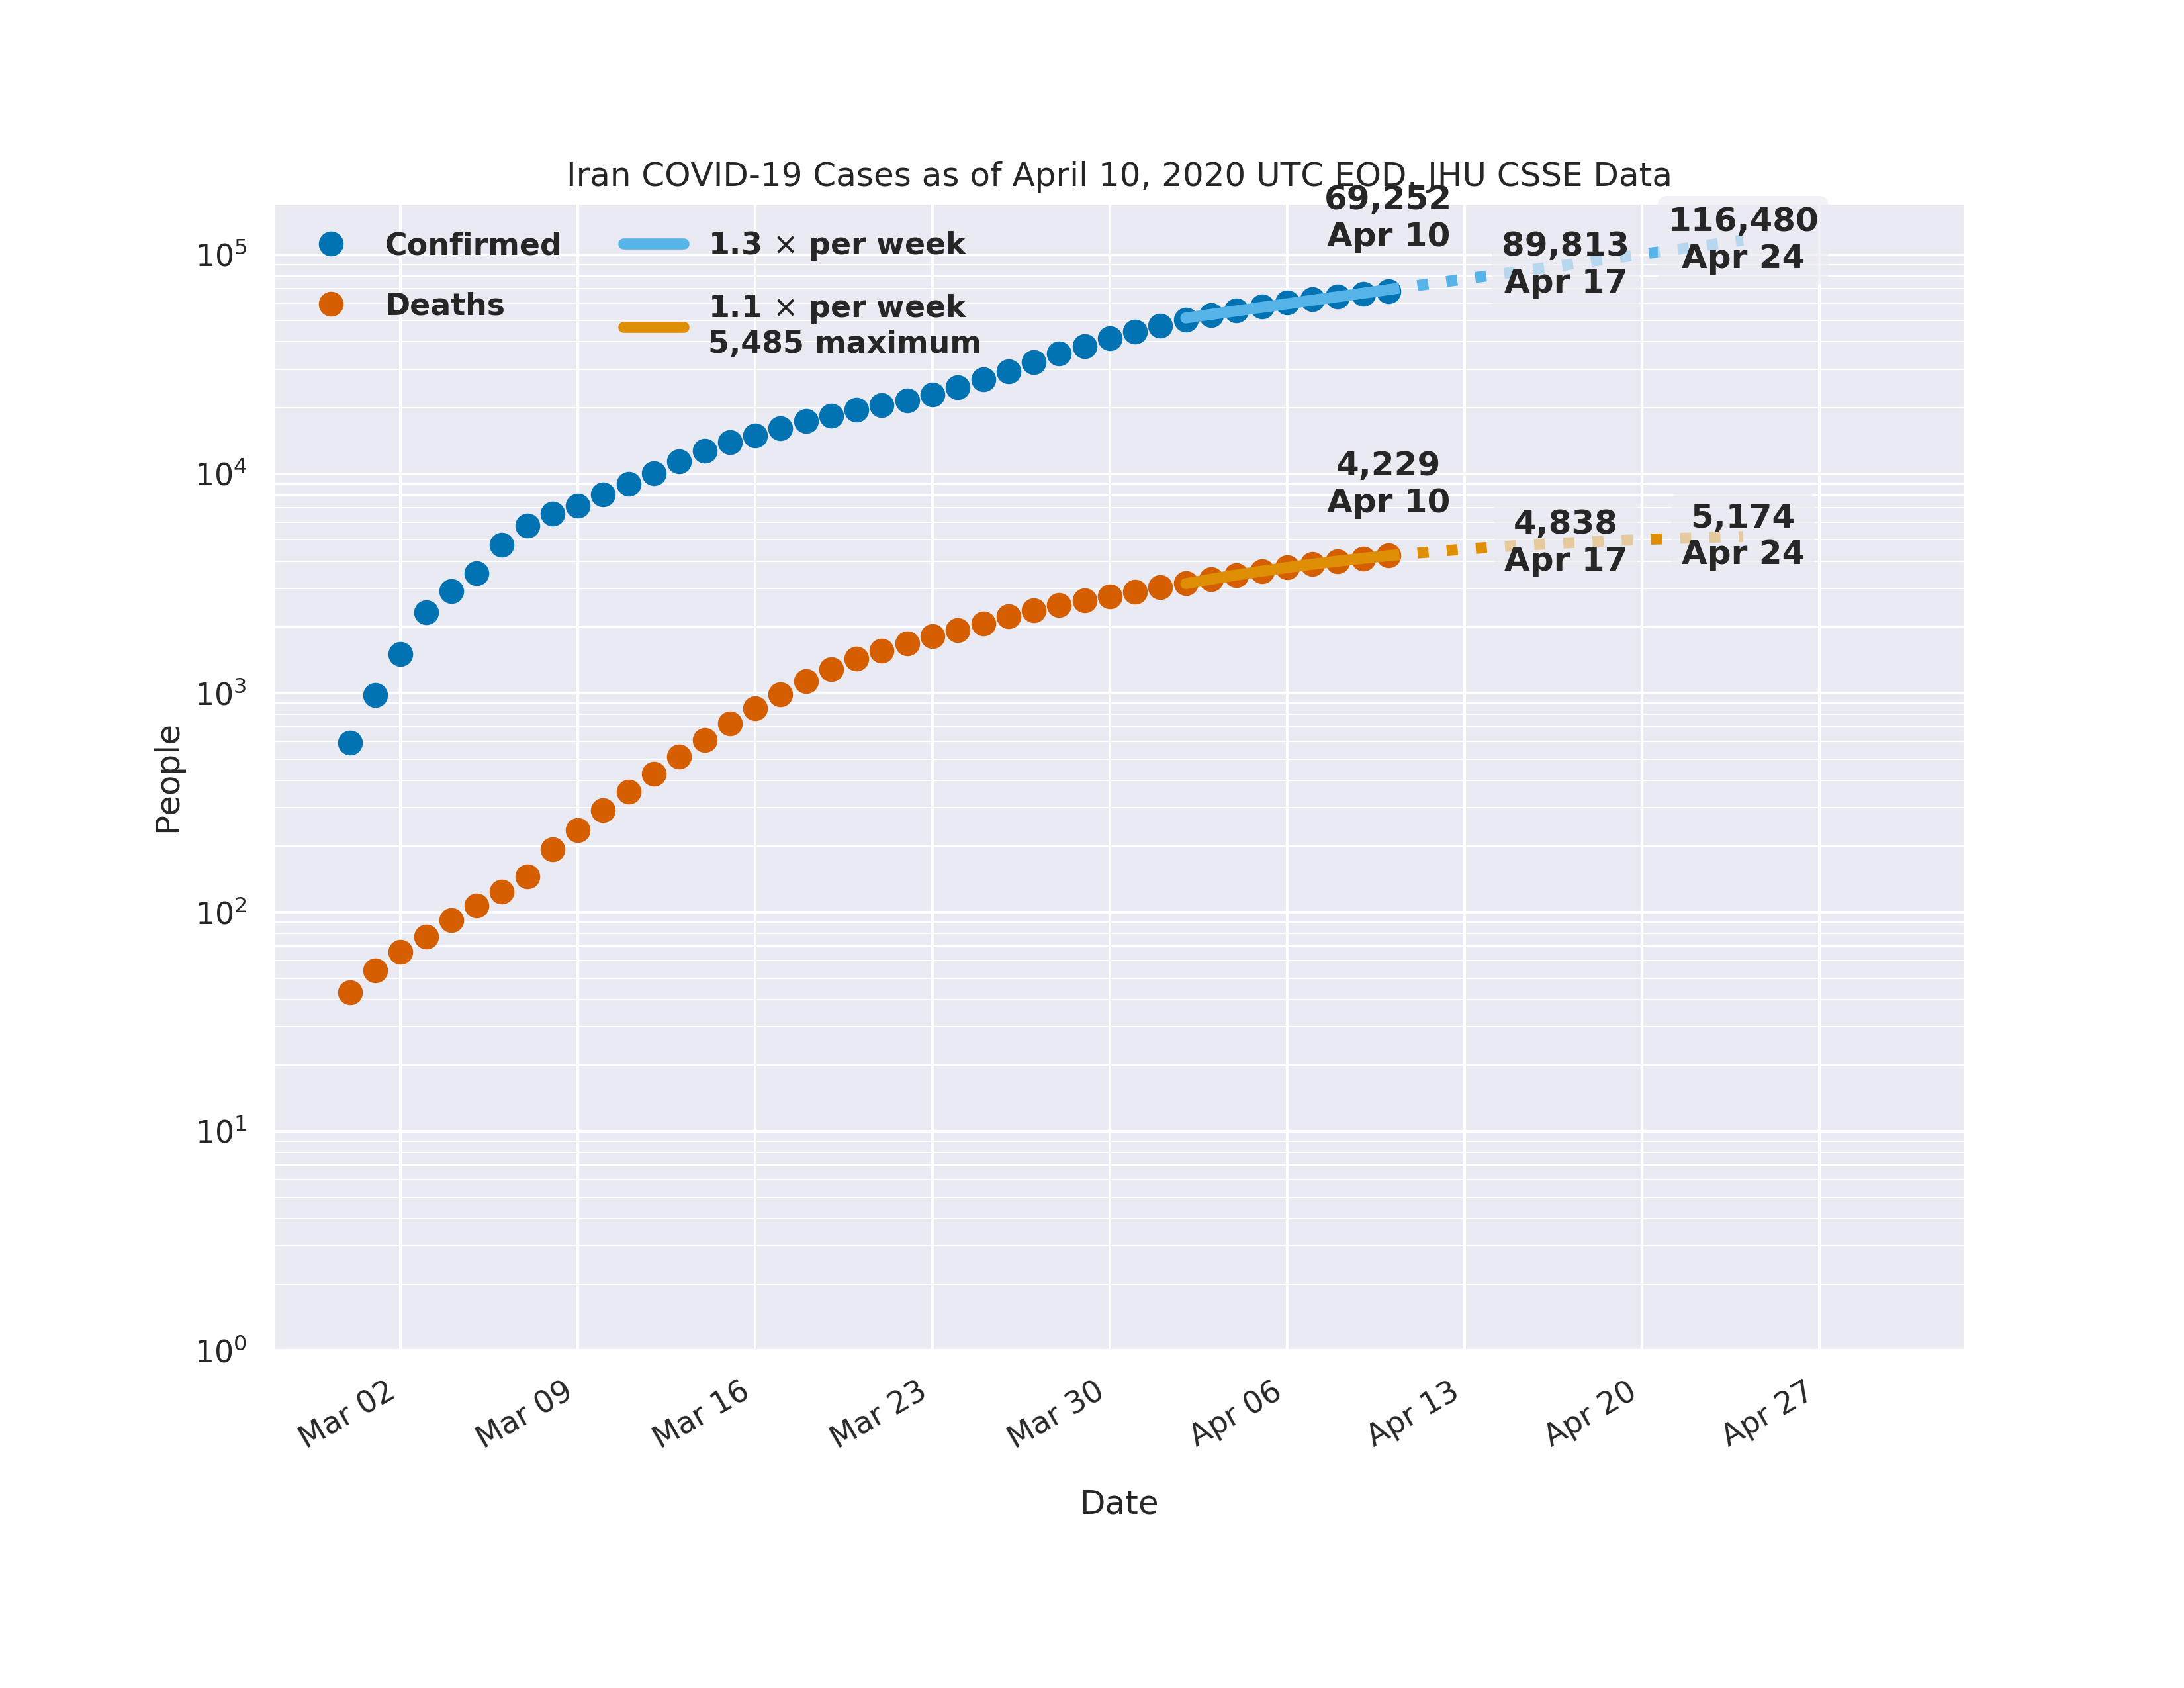 Iran COVID-19 Cases as of April 10, 2020 UTC EOD, JHU CSSE Data
69,252
Apr 10
89,813
Apr 17
116,480
Apr 24
Confirmed
Deaths
1.3 × per week
1.1 × per week
5,485 maximum
4,229
Apr 10
4,838
Apr 17
5,174
Apr 24
People
10⁵
10⁴
10³
10²
10¹
10⁰
Mar 02
Mar 09
Mar 16
Mar 23
Mar 30
Apr 06
Apr 13
Apr 20
Apr 27
Date